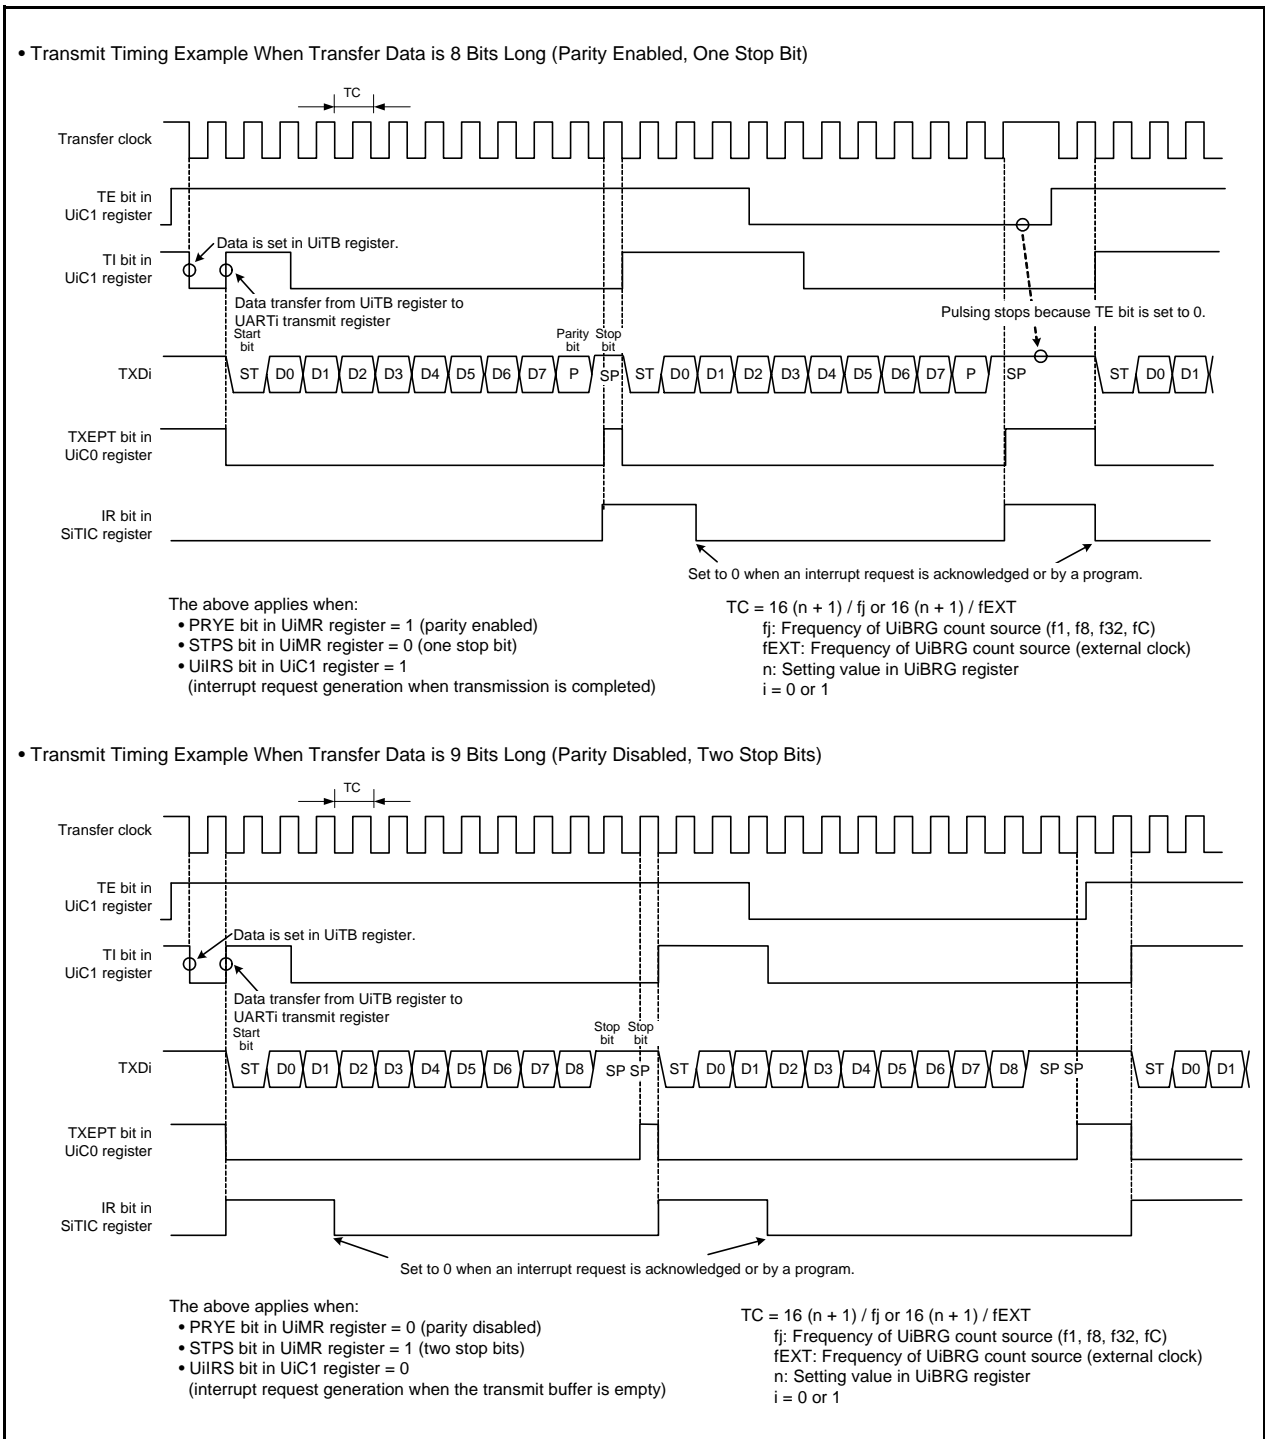 • Transmit Timing Example When Transfer Data is 8 Bits Long (Parity Enabled, One Stop Bit)
TC
Transfer clock
TE bit in
UiC1 register
Data is set in UiTB register.
TI bit in
UiC1 register
Data transfer from UiTB register to
UARTi transmit register
Pulsing stops because TE bit is set to 0.
Start
bit
Parity
bit
Stop
bit
TXDi
ST D0 D1 D2 D3 D4 D5 D6 D7 P SP ST D0 D1 D2 D3 D4 D5 D6 D7 P SP ST D0 D1
TXEPT bit in
UiC0 register
IR bit in
SiTIC register
Set to 0 when an interrupt request is acknowledged or by a program.
The above applies when:
• PRYE bit in UiMR register = 1 (parity enabled)
• STPS bit in UiMR register = 0 (one stop bit)
• UiIRS bit in UiC1 register = 1
(interrupt request generation when transmission is completed)
TC = 16 (n + 1) / fj or 16 (n + 1) / fEXT
fj: Frequency of UiBRG count source (f1, f8, f32, fC)
fEXT: Frequency of UiBRG count source (external clock)
n: Setting value in UiBRG register
i = 0 or 1
• Transmit Timing Example When Transfer Data is 9 Bits Long (Parity Disabled, Two Stop Bits)
TC
Transfer clock
TE bit in
UiC1 register
Data is set in UiTB register.
TI bit in
UiC1 register
Data transfer from UiTB register to
UARTi transmit register
Start
bit
Stop
bit
Stop
bit
TXDi
ST D0 D1 D2 D3 D4 D5 D6 D7 D8 SP SP ST D0 D1 D2 D3 D4 D5 D6 D7 D8 SP SP ST D0 D1
TXEPT bit in
UiC0 register
IR bit in
SiTIC register
Set to 0 when an interrupt request is acknowledged or by a program.
The above applies when:
• PRYE bit in UiMR register = 0 (parity disabled)
• STPS bit in UiMR register = 1 (two stop bits)
• UiIRS bit in UiC1 register = 0
(interrupt request generation when the transmit buffer is empty)
TC = 16 (n + 1) / fj or 16 (n + 1) / fEXT
fj: Frequency of UiBRG count source (f1, f8, f32, fC)
fEXT: Frequency of UiBRG count source (external clock)
n: Setting value in UiBRG register
i = 0 or 1